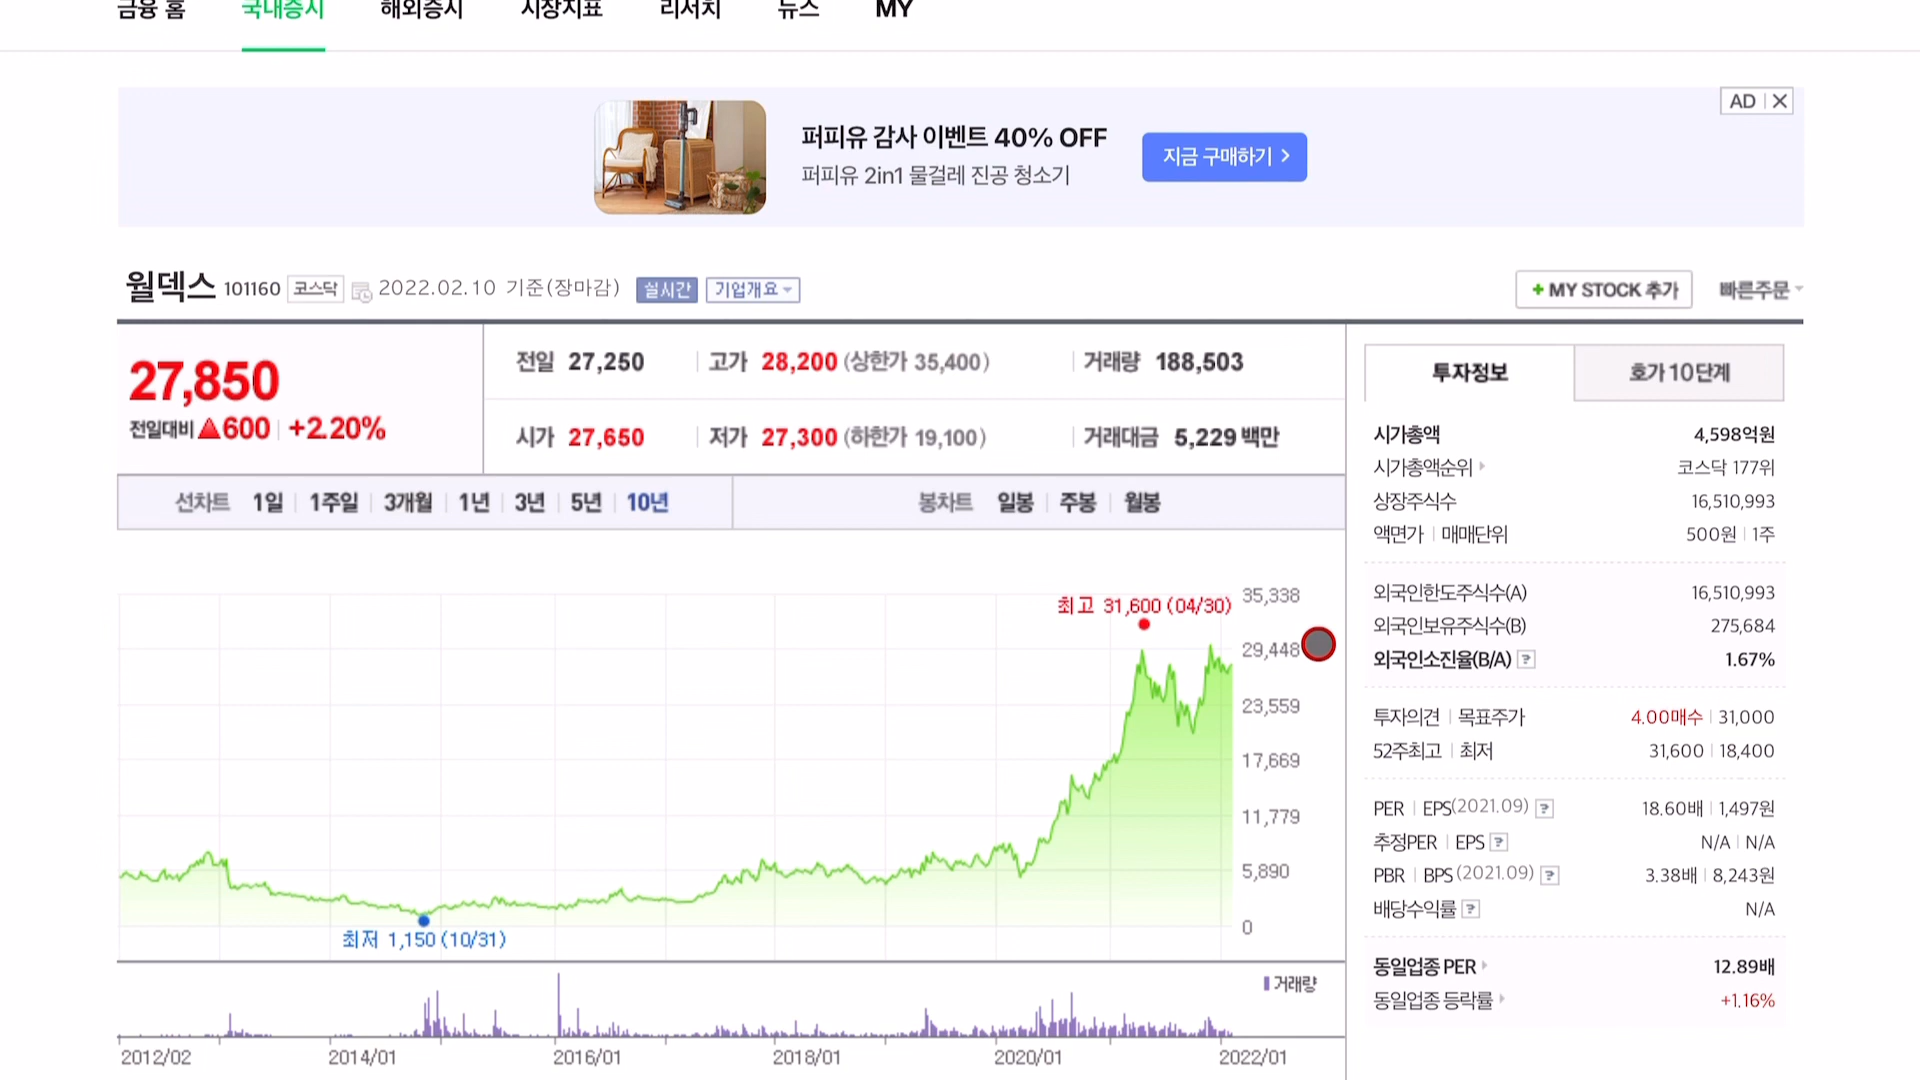 금융 홈 국내증시 해외증시 시장지표 리서치 뉴스 MY
AD
퍼피유 감사 이벤트 40% OFF
퍼피유 2in1 물걸레 진공 청소기
지금 구매하기
월덱스 101160 코스닥 2022.02.10 기준(장마감) 실시간 기업개요
+ MY STOCK 추가 빠른주문
27,850
전일대비 ▲600 +2.20%
전일 27,250 고가 28,200 (상한가 35,400) 거래량 188,503
시가 27,650 저가 27,300 (하한가 19,100) 거래대금 5,229 백만
선차트 1일 1주일 3개월 1년 3년 5년 10년 봉차트 일봉 주봉 월봉
최고 31,600 (04/30)
35,338
29,448
23,559
17,669
11,779
5,890
0
최저 1,150 (10/31)
거래량
2012/02 2014/01 2016/01 2018/01 2020/01 2022/01
투자정보 호가 10단계
시가총액 4,598억원
시가총액순위 코스닥 177위
상장주식수 16,510,993
액면가 매매단위 500원 1주
외국인한도주식수(A) 16,510,993
외국인보유주식수(B) 275,684
외국인소진율(B/A) ? 1.67%
투자의견 목표주가 4.00매수 31,000
52주최고 최저 31,600 18,400
PER EPS(2021.09) ? 18.60배 1,497원
추정PER EPS ? N/A N/A
PBR BPS (2021.09) ? 3.38배 8,243원
배당수익률 ? N/A
동일업종 PER 12.89배
동일업종 등락률 +1.16%